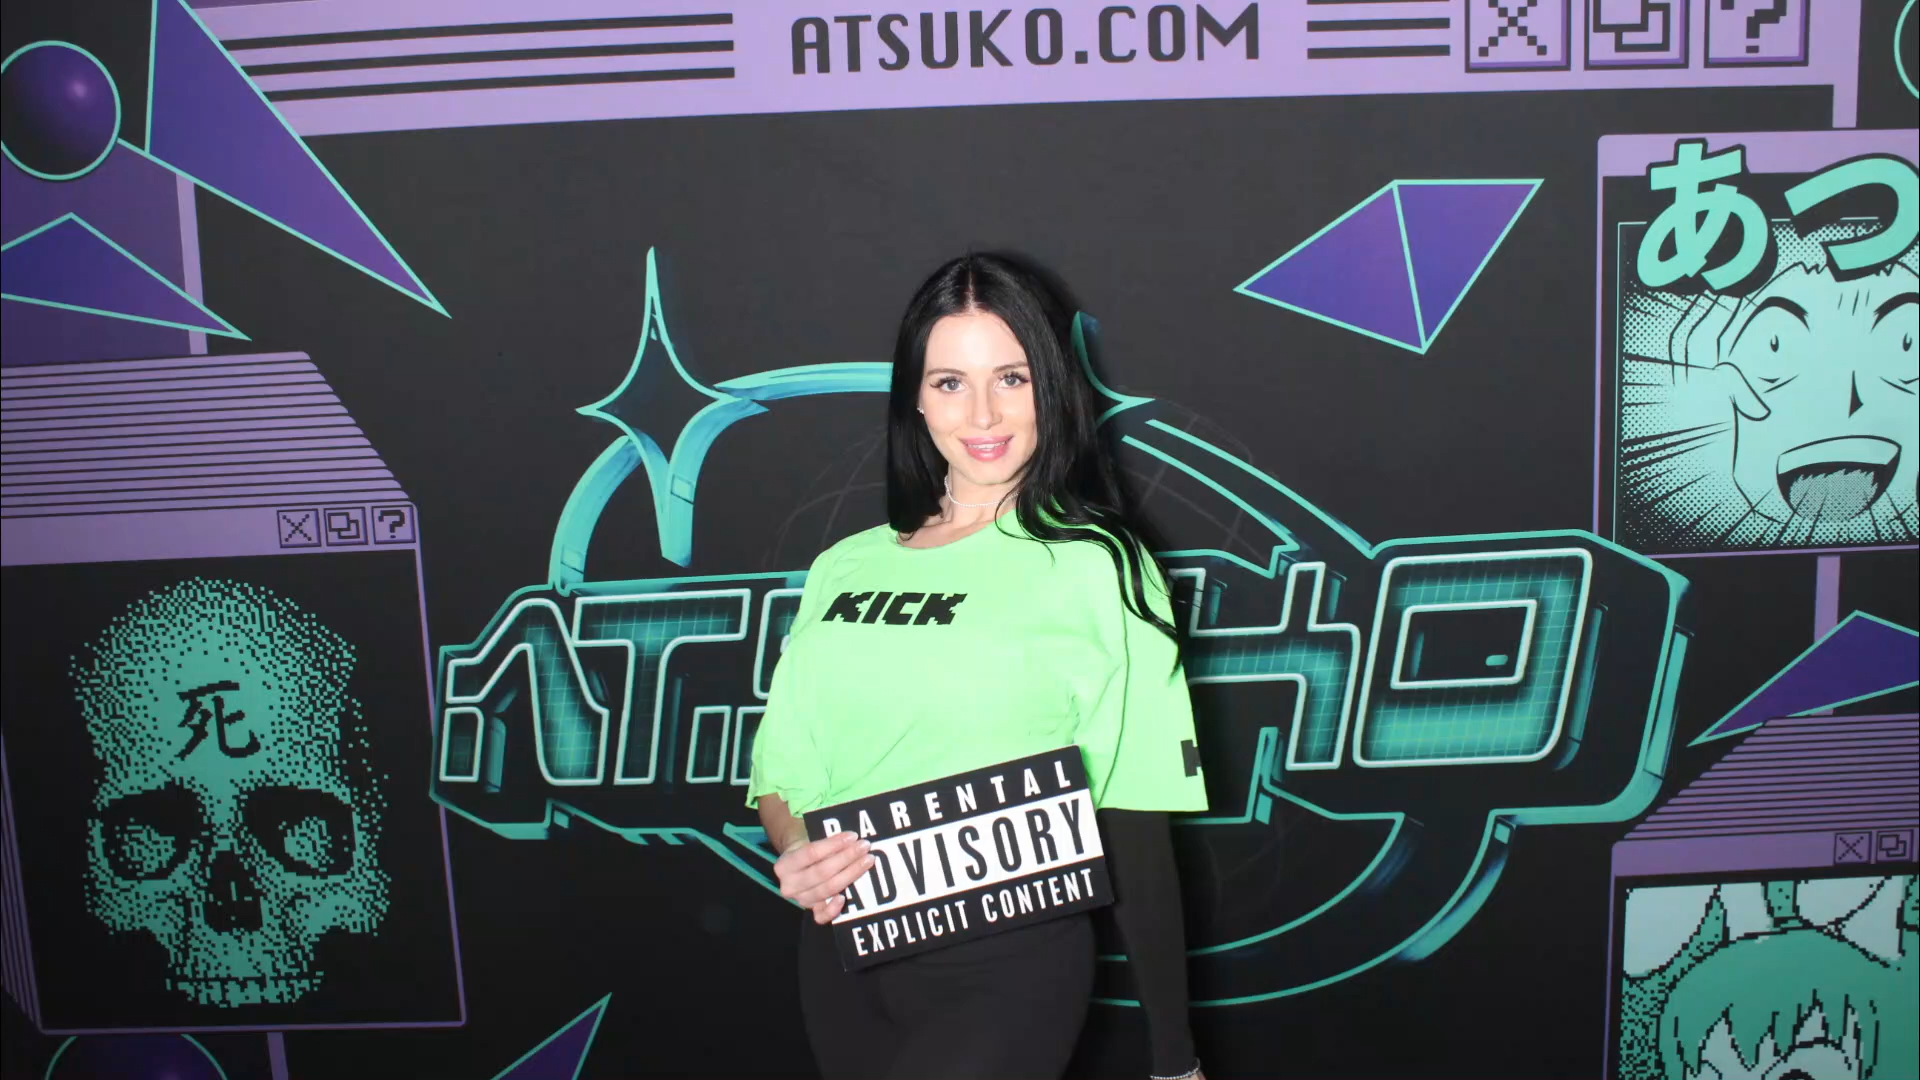 ATSUKO.COM
あつ
KICK
死
PARENTAL
ADVISORY
EXPLICIT CONTENT